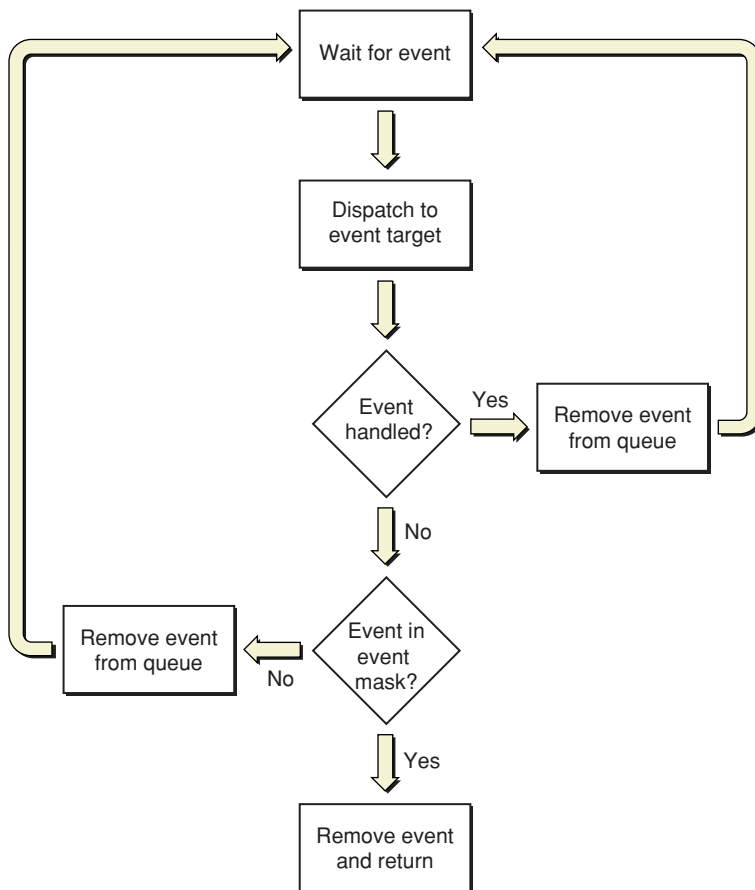 Wait for event
Dispatch to
event target
Event
handled?
Yes
Remove event
from queue
No
Event in
event
mask?
No
Remove event
from queue
Yes
Remove event
and return